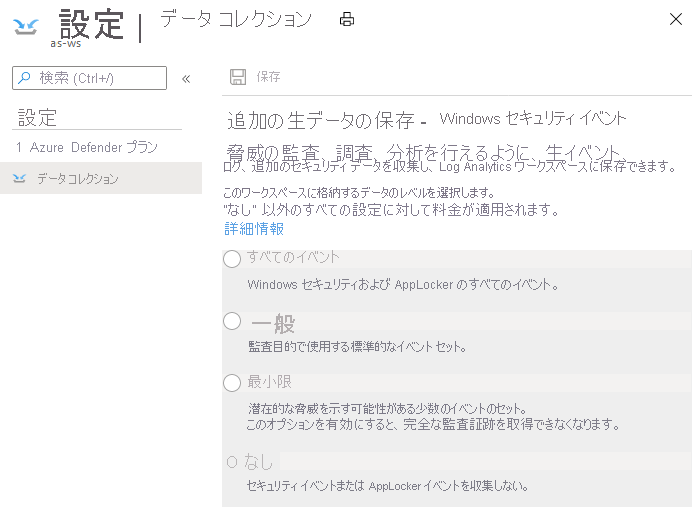 設定 | データ コレクション
as-ws
検索 (Ctrl+/) «
保存
設定
1 Azure Defender プラン
データ コレクション
追加の生データの保存 - Windows セキュリティ イベント
脅威の監査、調査、分析を行えるように、生イベント、
ログ、追加のセキュリティ データを収集し、Log Analytics ワークスペースに保存できます。
このワークスペースに格納するデータのレベルを選択します。
"なし" 以外のすべての設定に対して料金が適用されます。
詳細情報
すべてのイベント
Windows セキュリティおよび AppLocker のすべてのイベント。
一般
監査目的で使用する標準的なイベント セット。
最小限
潜在的な脅威を示す可能性がある少数のイベントのセット。
このオプションを有効にすると、完全な監査証跡を取得できなくなります。
O なし
セキュリティ イベントまたは AppLocker イベントを収集しない。